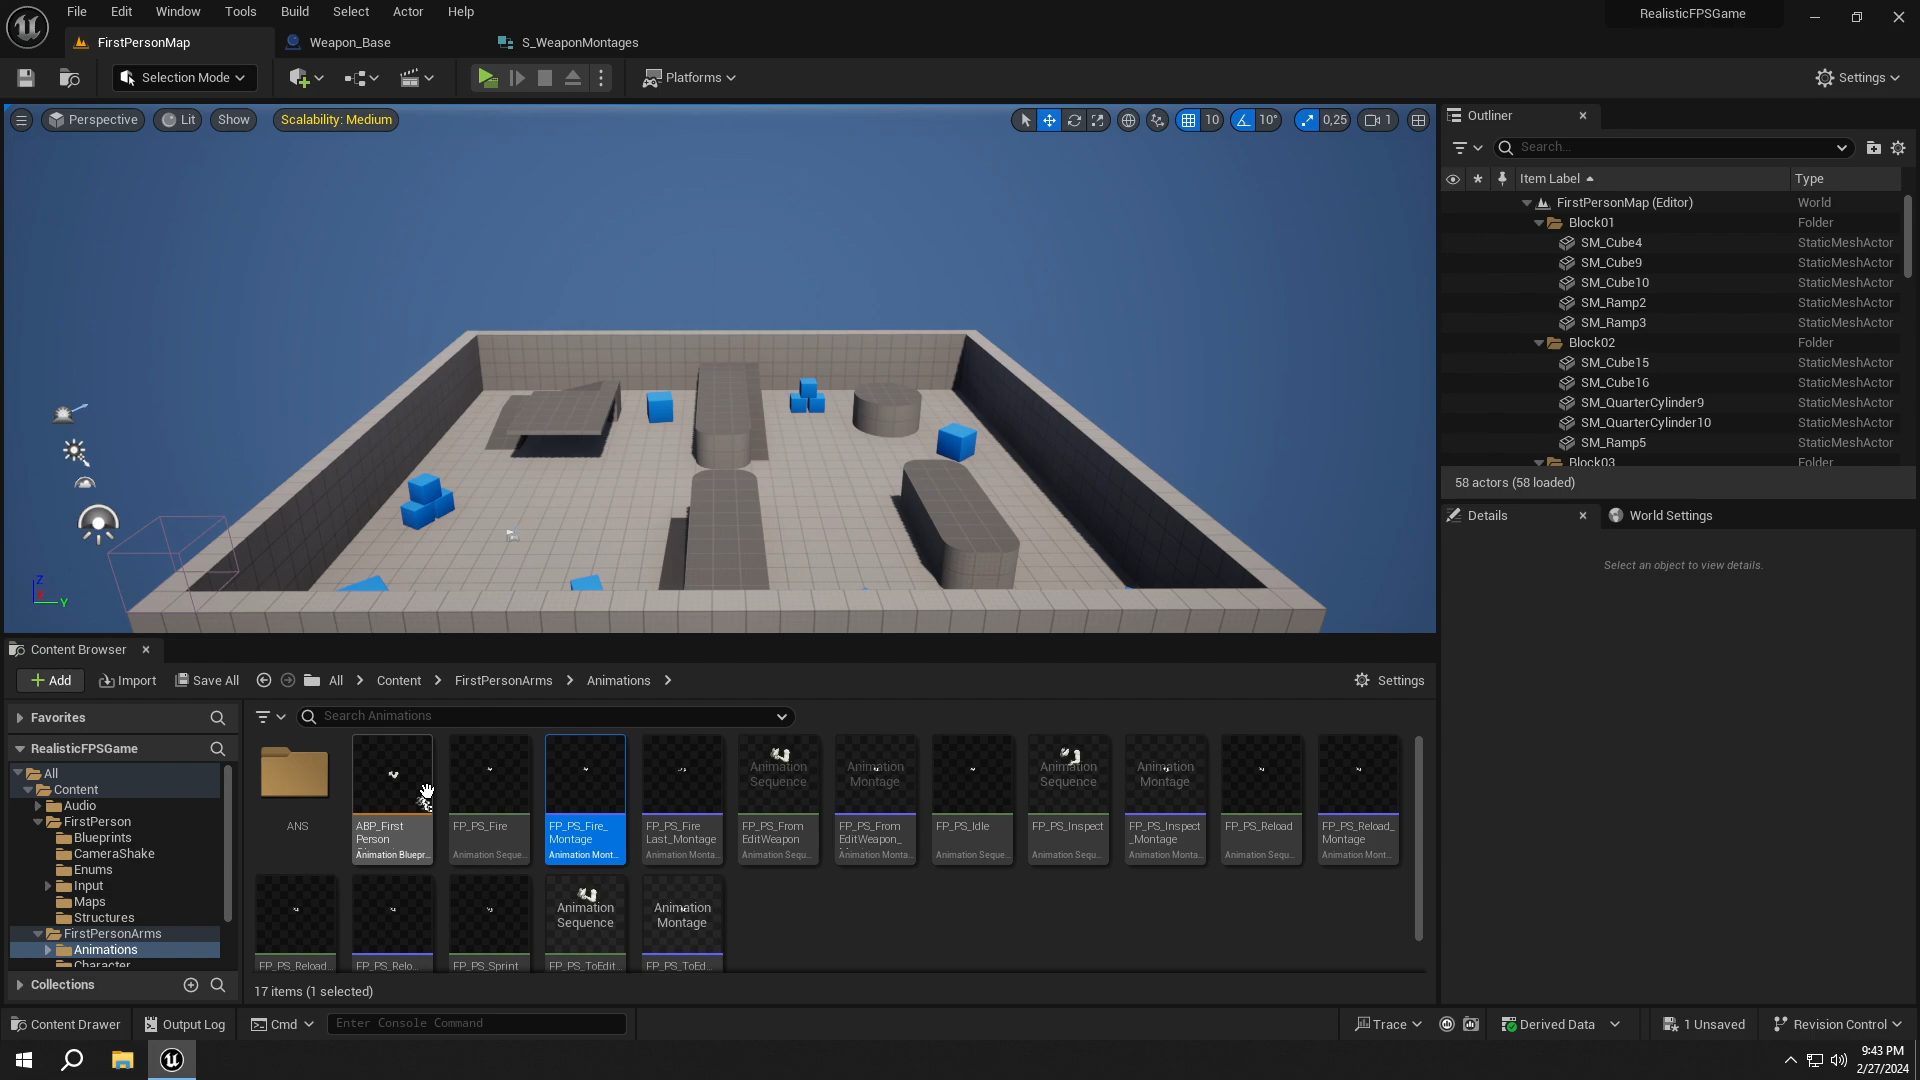 File Edit Window Tools Build Select Actor Help
RealisticFPSGame
FirstPersonMap
Weapon_Base
S_WeaponMontages
Selection Mode
Platforms
Settings
Perspective
Lit
Show
Scalability: Medium
10
10°
0,25
1
Outliner
Search...
Item Label
Type
FirstPersonMap (Editor) World
Block01 Folder
SM_Cube4 StaticMeshActor
SM_Cube9 StaticMeshActor
SM_Cube10 StaticMeshActor
SM_Ramp2 StaticMeshActor
SM_Ramp3 StaticMeshActor
Block02 Folder
SM_Cube15 StaticMeshActor
SM_Cube16 StaticMeshActor
SM_QuarterCylinder9 StaticMeshActor
SM_QuarterCylinder10 StaticMeshActor
SM_Ramp5 StaticMeshActor
Block03 Folder
58 actors (58 loaded)
Details
World Settings
Select an object to view details.
Z
Y
Content Browser
Add
Import
Save All
All
Content
FirstPersonArms
Animations
Settings
Favorites
Search Animations
RealisticFPSGame
All
Content
Audio
FirstPerson
Blueprints
CameraShake
Enums
Input
Maps
Structures
FirstPersonArms
Animations
Character
Collections
ANS
ABP_First
Person
Animation Bluepr...
FP_PS_Fire
Animation Seque...
FP_PS_Fire_
Montage
Animation Mont...
FP_PS_Fire
Last_Montage
Animation Monta...
Animation
Sequence
FP_PS_From
EditWeapon
Animation Sequ...
Animation
Montage
FP_PS_From
EditWeapon_
Animation Monta...
FP_PS_Idle
Animation Seque...
Animation
Sequence
FP_PS_Inspect
Animation Sequ...
Animation
Montage
FP_PS_Inspect
_Montage
Animation Monta...
FP_PS_Reload
Animation Sequ...
FP_PS_Reload_
Montage
Animation Mont...
FP_PS_Reload...
FP_PS_Relo...
FP_PS_Sprint
Animation
Sequence
FP_PS_ToEdit...
Animation
Montage
FP_PS_ToEd...
17 items (1 selected)
Content Drawer
Output Log
Cmd
Enter Console Command
Trace
Derived Data
1 Unsaved
Revision Control
9:43 PM
2/27/2024